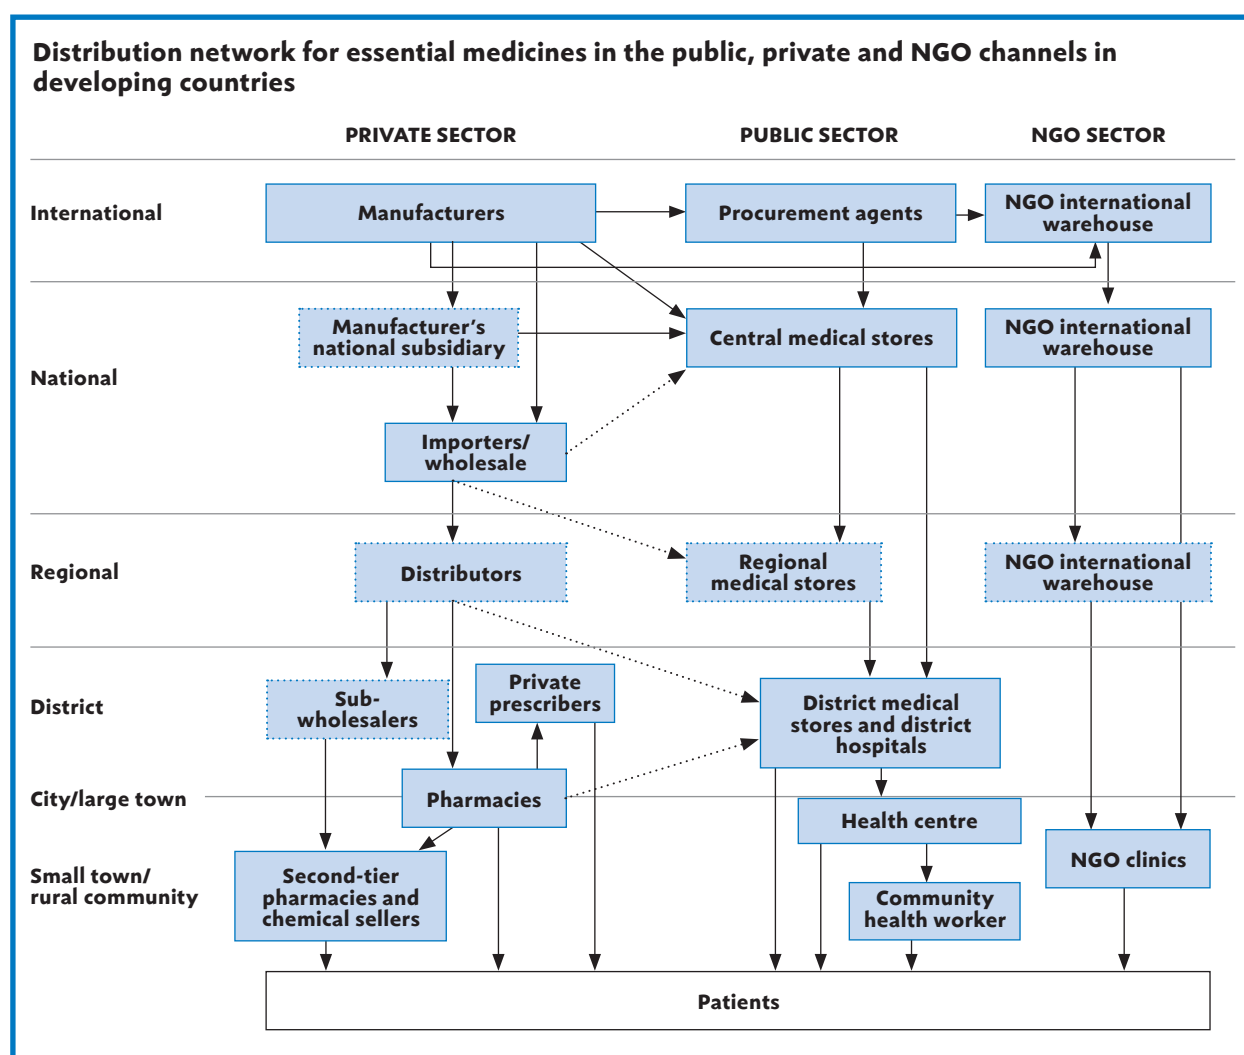 Distribution network for essential medicines in the public, private and NGO channels in
developing countries
PRIVATE SECTOR
PUBLIC SECTOR
NGO SECTOR
International
Manufacturers
Procurement agents
NGO international
warehouse
National
Manufacturer’s
national subsidiary
Central medical stores
NGO international
warehouse
Importers/
wholesale
Regional
Distributors
Regional
medical stores
NGO international
warehouse
District
Sub-
wholesalers
Private
prescribers
District medical
stores and district
hospitals
City/large town
Pharmacies
Health centre
Small town/
rural community
Second-tier
pharmacies and
chemical sellers
Community
health worker
NGO clinics
Patients